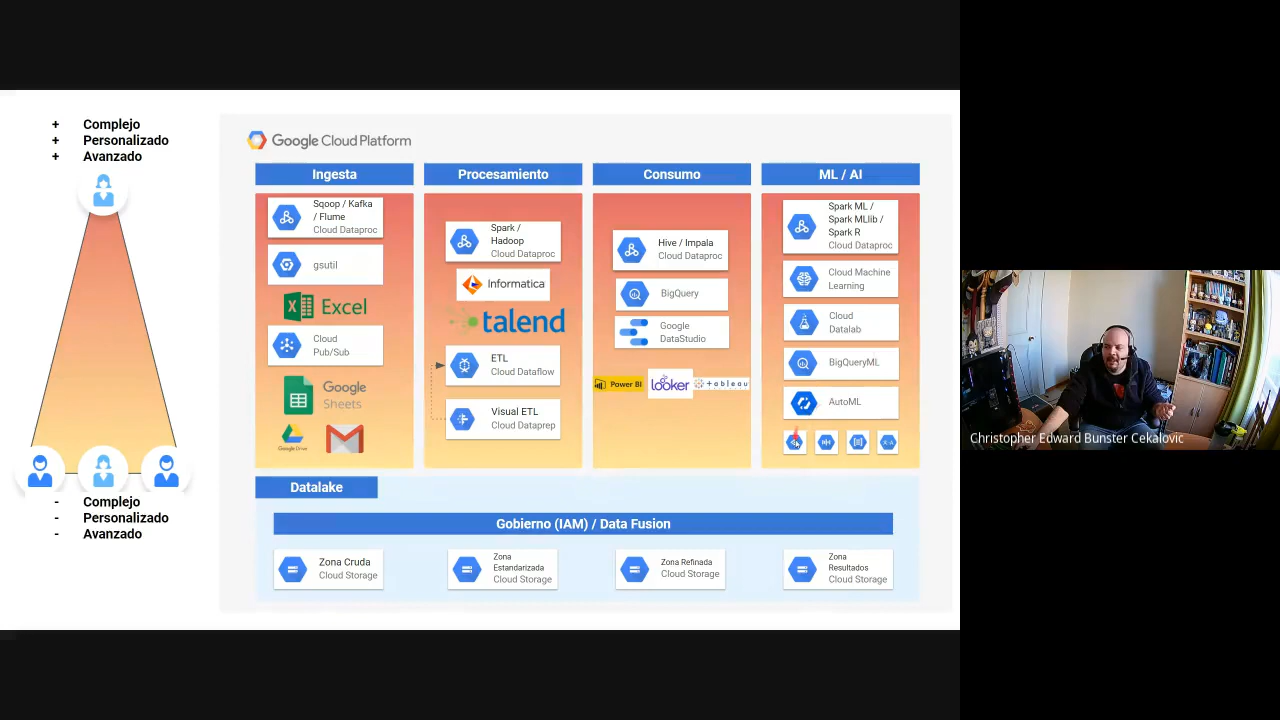 + Complejo
+ Personalizado
+ Avanzado
- Complejo
- Personalizado
- Avanzado
Google Cloud Platform
Ingesta
Sqoop / Kafka
/ Flume
Cloud Dataproc
gsutil
Excel
Cloud
Pub/Sub
Google
Sheets
Google Drive
Procesamiento
Spark /
Hadoop
Cloud Dataproc
Informatica
talend
ETL
Cloud Dataflow
Visual ETL
Cloud Dataprep
Consumo
Hive / Impala
Cloud Dataproc
BigQuery
Google
DataStudio
Power BI
looker
+ableau
ML / AI
Spark ML /
Spark MLlib /
Spark R
Cloud Dataproc
Cloud Machine
Learning
Cloud
Datalab
BigQueryML
AutoML
Datalake
Gobierno (IAM) / Data Fusion
Zona Cruda
Cloud Storage
Zona
Estandarizada
Cloud Storage
Zona Refinada
Cloud Storage
Zona
Resultados
Cloud Storage
Christopher Edward Bunster Cekalovic